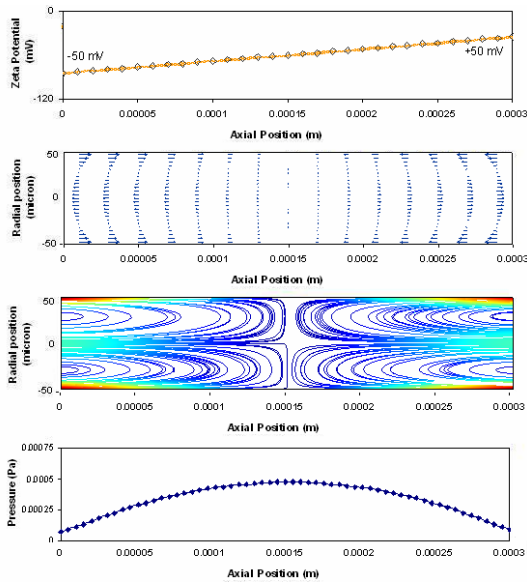 0
-50 mV
+50 mV
-120
Zeta Potential
(mV)
0 0.00005 0.0001 0.00015 0.0002 0.00025 0.0003
Axial Position (m)
50
0
-50
Radial position
(micron)
0 0.00005 0.0001 0.00015 0.0002 0.00025 0.0003
Axial Position (m)
50
0
-50
Radial position
(micron)
0 0.00005 0.0001 0.00015 0.0002 0.00025 0.0003
Axial Position (m)
0.00075
0.0005
0.00025
0
Pressure (Pa)
0 0.00005 0.0001 0.00015 0.0002 0.00025 0.0003
Axial Position (m)